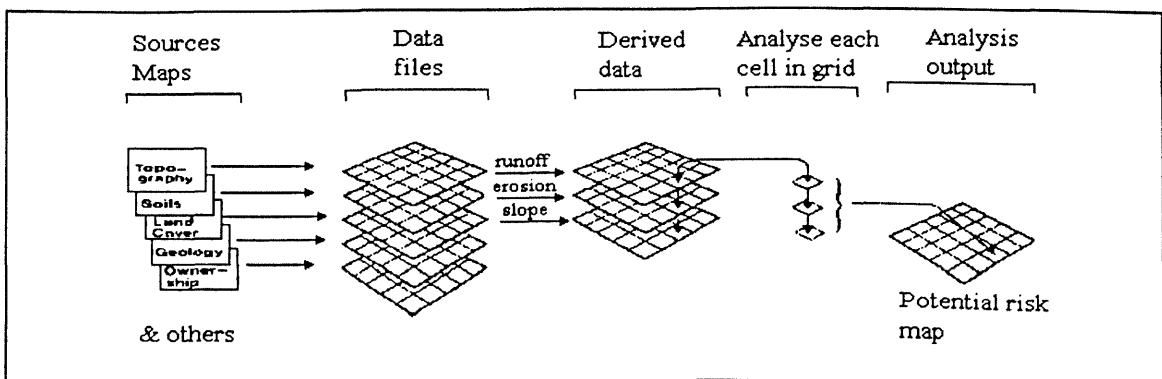 Sources
Maps
Data
files
Derived
data
Analyse each
cell in grid
Analysis
output
Topo-
graphy
Soils
Land
Cover
Geology
Owner-
ship
& others
runoff
erosion
slope
Potential risk
map